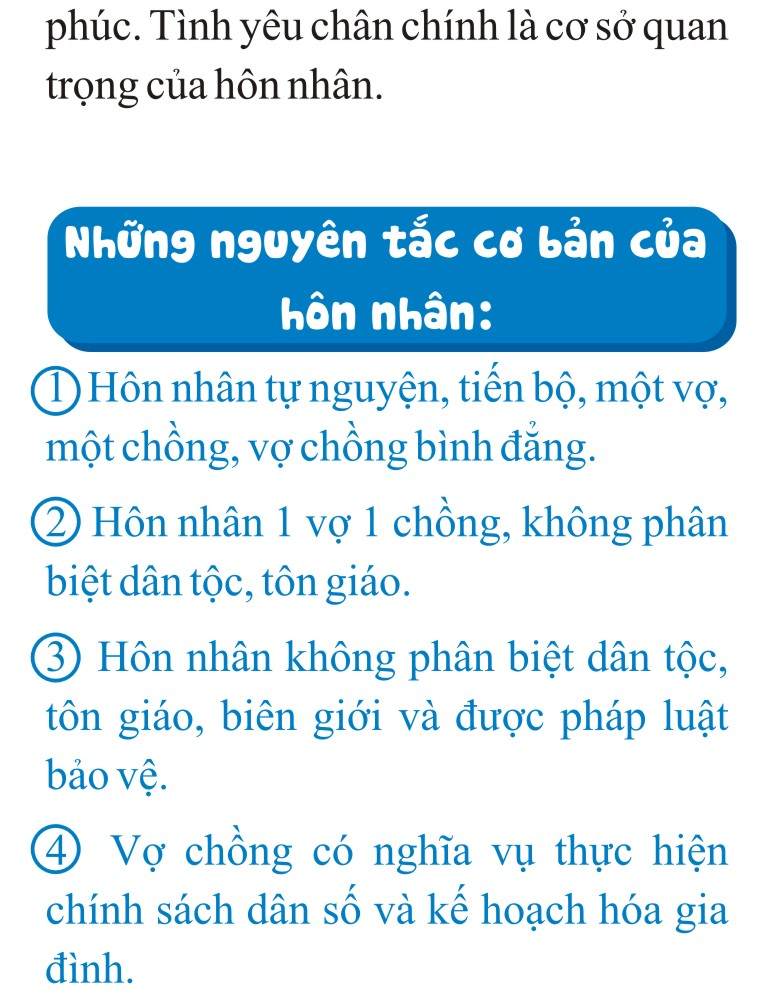 phúc. Tình yêu chân chính là cơ sở quan
trọng của hôn nhân.
Những nguyên tắc cơ bản của
hôn nhân:
① Hôn nhân tự nguyện, tiến bộ, một vợ,
một chồng, vợ chồng bình đẳng.
② Hôn nhân 1 vợ 1 chồng, không phân
biệt dân tộc, tôn giáo.
③ Hôn nhân không phân biệt dân tộc,
tôn giáo, biên giới và được pháp luật
bảo vệ.
④ Vợ chồng có nghĩa vụ thực hiện
chính sách dân số và kế hoạch hóa gia
đình.